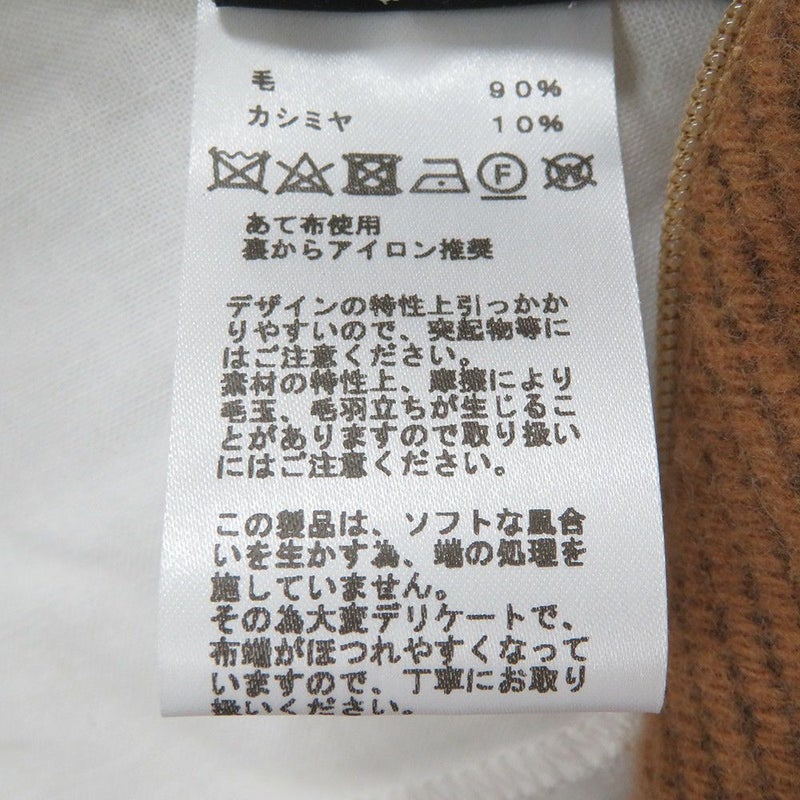 毛 90%
カシミヤ 10%
F W
あて布使用
裏からアイロン推奨
デザインの特性上引っかか
りやすいので、突起物等に
はご注意ください。
素材の特性上、摩擦により
毛玉、毛羽立ちが生じるこ
とがありますので取り扱い
にはご注意ください。
この製品は、ソフトな風合
いを生かす為、端の処理を
施していません。
その為大変デリケートで、
布端がほつれやすくなって
いますので、丁寧にお取り
扱いください。